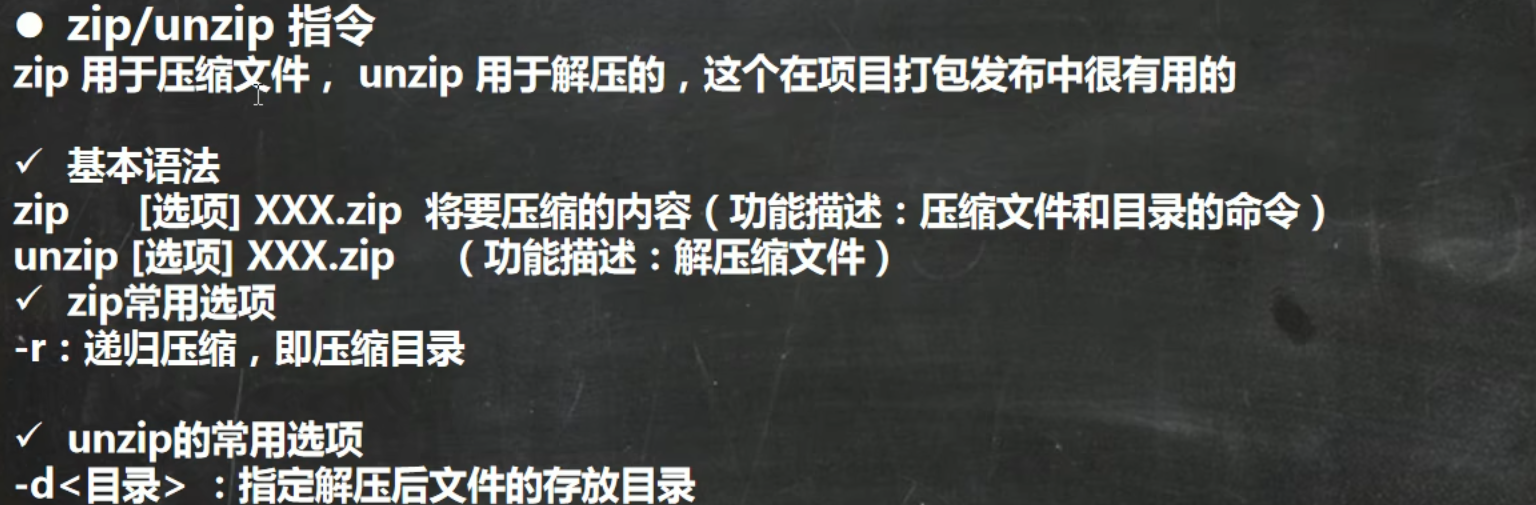 ● zip/unzip 指令
zip 用于压缩文件， unzip 用于解压的，这个在项目打包发布中很有用的
✓ 基本语法
zip [选项] XXX.zip 将要压缩的内容（功能描述：压缩文件和目录的命令）
unzip [选项] XXX.zip （功能描述：解压缩文件）
✓ zip常用选项
-r：递归压缩，即压缩目录
✓ unzip的常用选项
-d<目录> ：指定解压后文件的存放目录